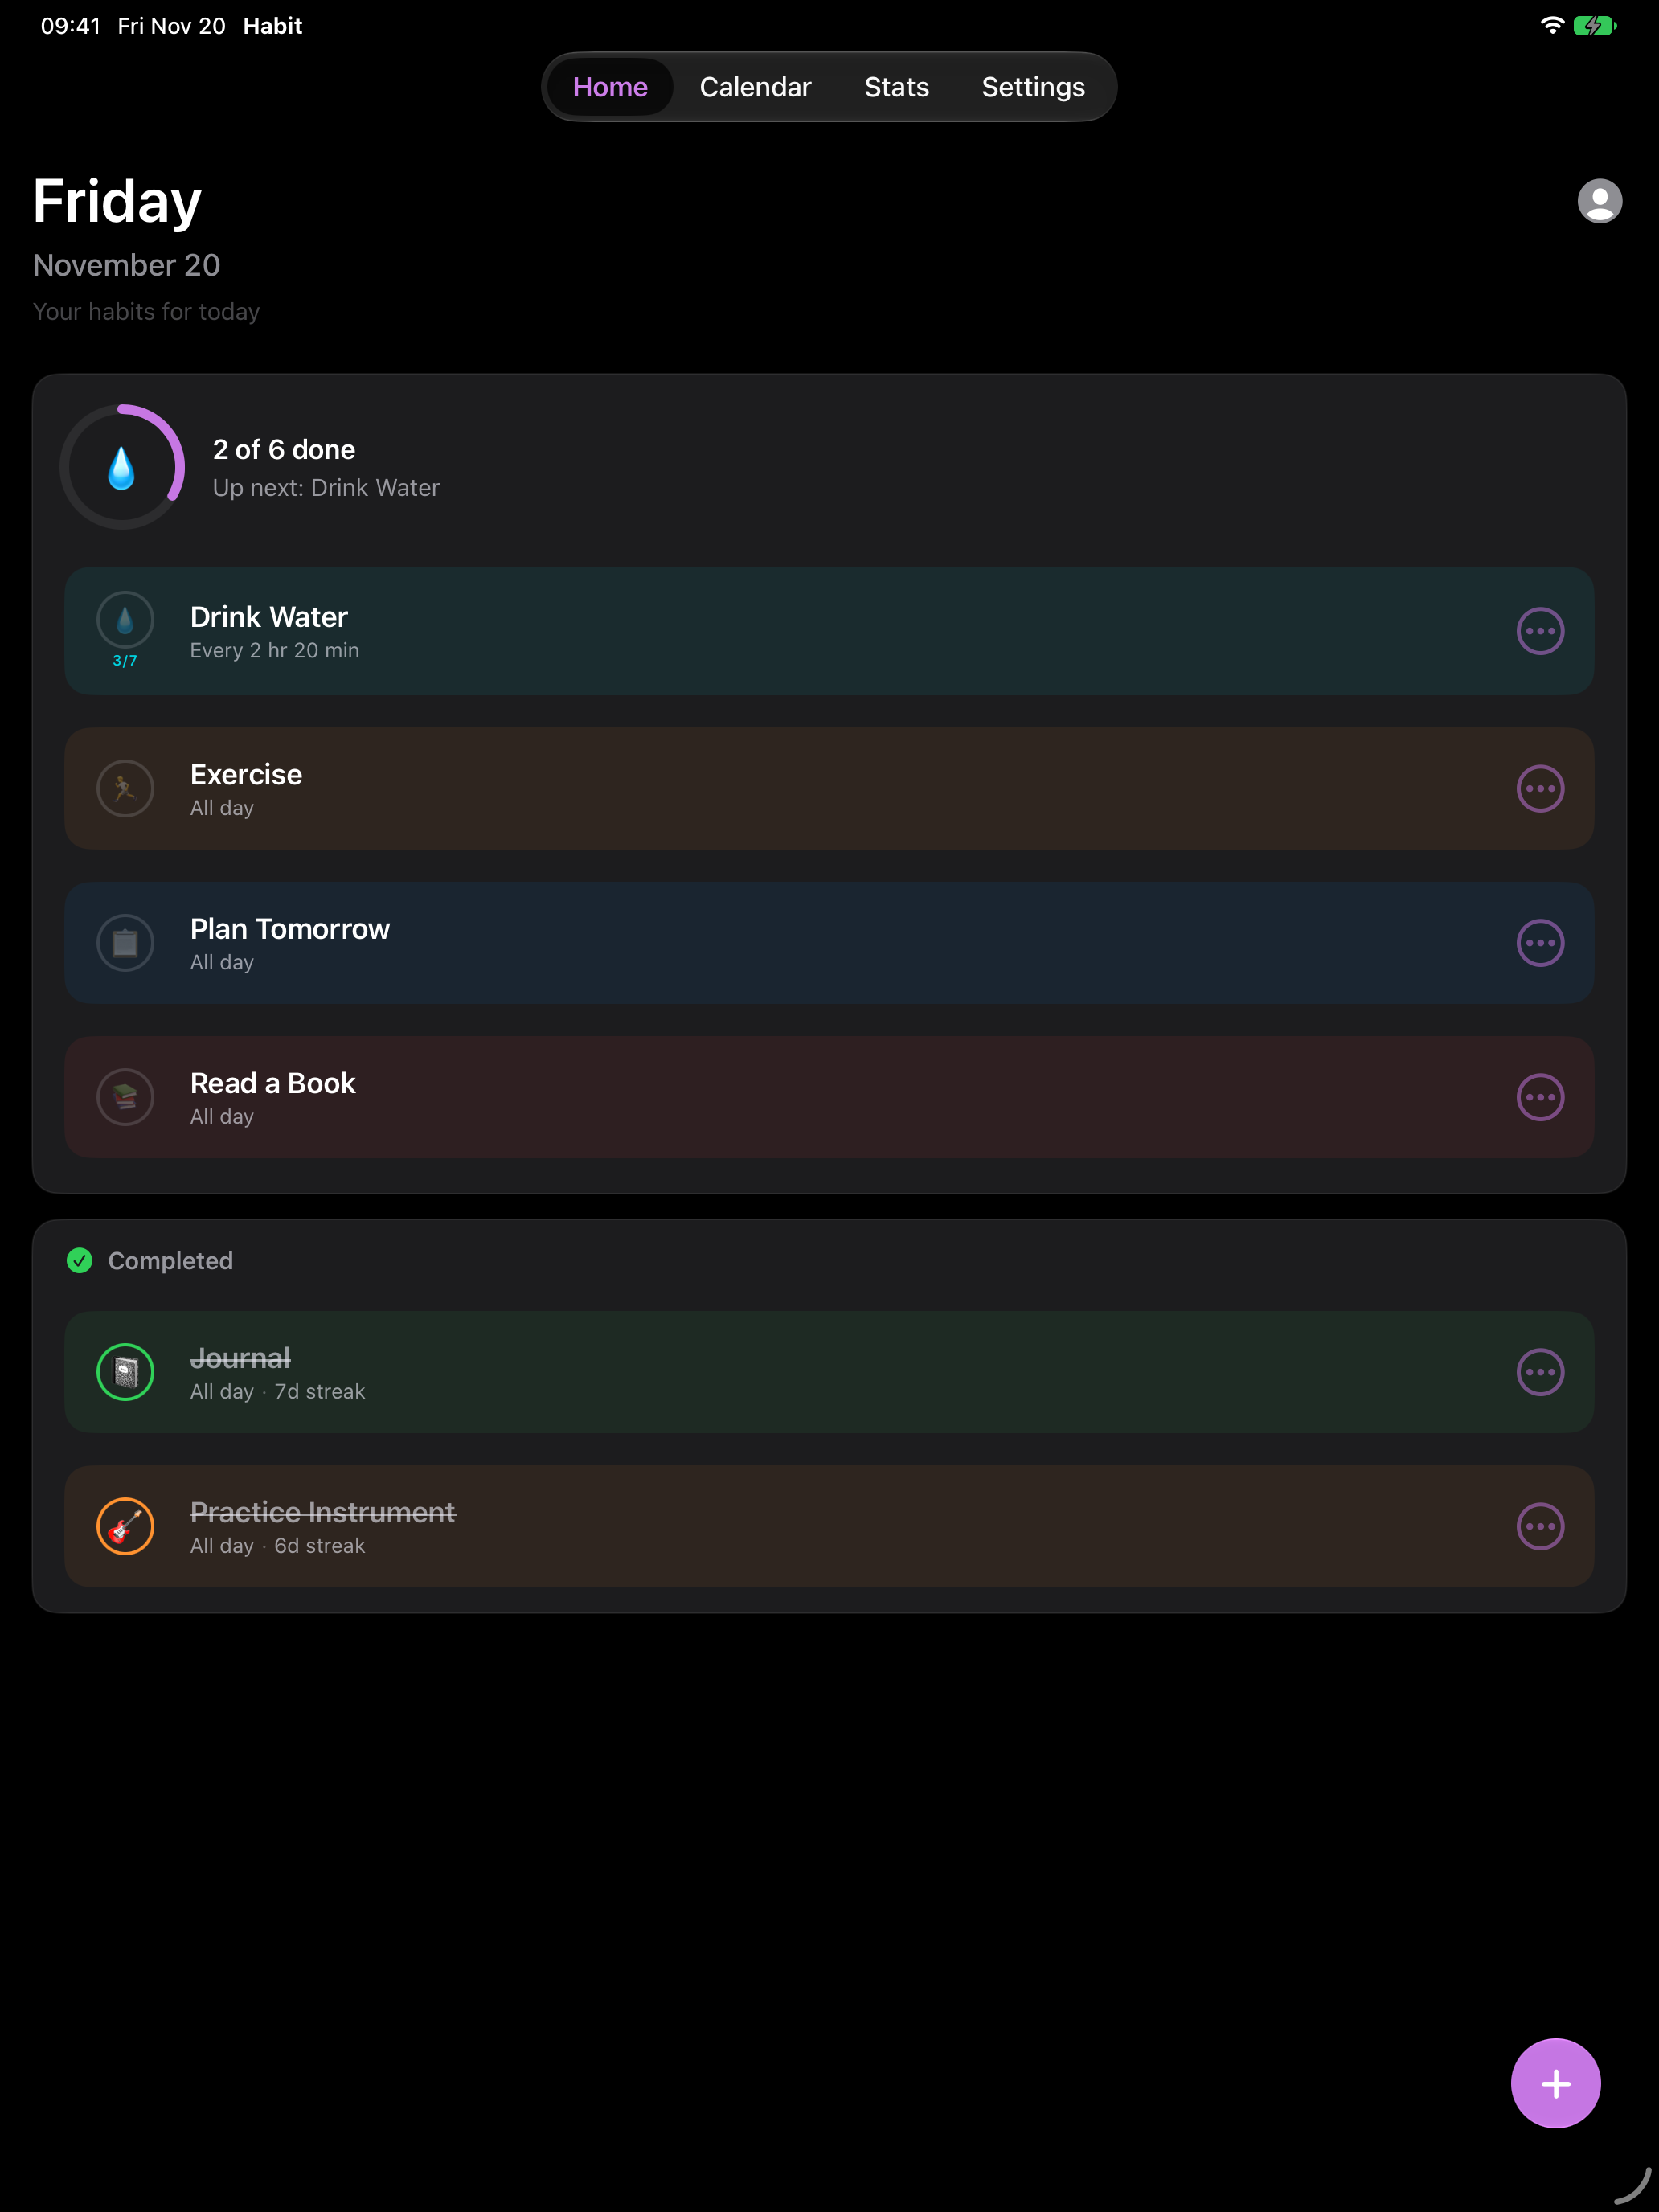 09:41 Fri Nov 20 Habit
Home Calendar Stats Settings
Friday
November 20
Your habits for today
2 of 6 done
Up next: Drink Water
Drink Water
Every 2 hr 20 min
3/7
Exercise
All day
Plan Tomorrow
All day
Read a Book
All day
Completed
Journal
All day · 7d streak
Practice Instrument
All day · 6d streak